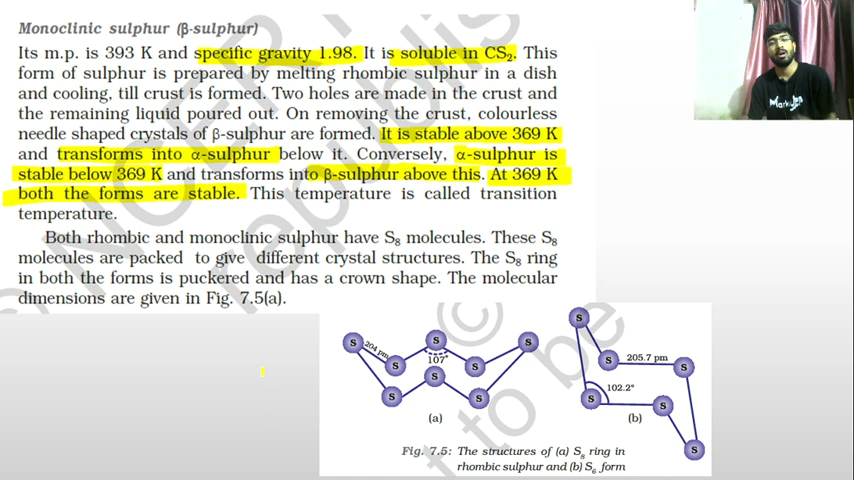 Monoclinic sulphur (β-sulphur)
Its m.p. is 393 K and specific gravity 1.98. It is soluble in CS₂. This
form of sulphur is prepared by melting rhombic sulphur in a dish
and cooling, till crust is formed. Two holes are made in the crust and
the remaining liquid poured out. On removing the crust, colourless
needle shaped crystals of β-sulphur are formed. It is stable above 369 K
and transforms into α-sulphur below it. Conversely, α-sulphur is
stable below 369 K and transforms into β-sulphur above this. At 369 K
both the forms are stable. This temperature is called transition
temperature.
Both rhombic and monoclinic sulphur have S₈ molecules. These S₈
molecules are packed to give different crystal structures. The S₈ ring
in both the forms is puckered and has a crown shape. The molecular
dimensions are given in Fig. 7.5(a).
S S S S S S S S
204 pm
107°
(a)
S S S S S S
205.7 pm
102.2°
(b)
Fig. 7.5: The structures of (a) S₈ ring in
rhombic sulphur and (b) S₆ form